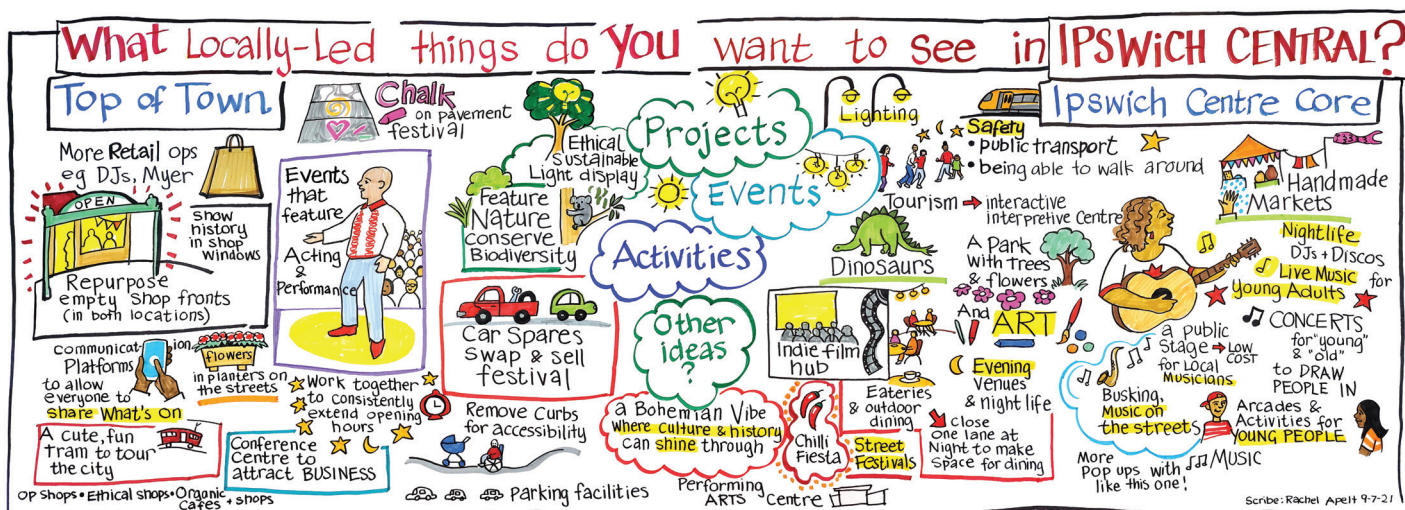 What Locally-Led things do YOU want to see in IPSWICH CENTRAL?
Top of Town
Chalk
on pavement
festival
More Retail ops
eg DJs, Myer
OPEN
show
history
in shop
windows
Repurpose
empty shop fronts
(in both locations)
Events
that
feature
Acting
&
Performance
Communication
Platforms
to allow
everyone to
share What's On
flowers
in planters on
the streets
Work together
to consistently
extend opening
hours
A cute, fun
tram to tour
the city
Conference
Centre to
attract BUSINESS
OP shops • Ethical shops • Organic
Cafes + shops
Ethical
Sustainable
Light display
Feature
Nature
conserve
Biodiversity
Car Spares
Swap & sell
festival
Remove Curbs
for accessibility
Parking facilities
Projects
Events
Activities
Other
ideas
?
a Bohemian Vibe
where culture & history
can shine through
Chilli
Fiesta
Performing
ARTS Centre
Lighting
Safety
• public transport
• being able to walk around
Ipswich Centre Core
Tourism → interactive
interpretive Centre
Dinosaurs
A Park
with Trees
& flowers
And ART
Indie film
hub
Eateries
& outdoor
dining
Evening
Venues
& night life
Street
Festivals
Close
one lane at
Night to make
space for dining
Handmade
Markets
Nightlife
DJs + Discos
Live Music for
Young Adults
a public
stage → LOW
COST
for Local
Musicians
CONCERTS
for "young"
& "old"
to DRAW
PEOPLE IN
Busking,
Music on
the streets
Arcades &
Activities for
YOUNG PEOPLE
More
Pop ups with MUSIC
like this one!
Scribe: Rachel Apelt 9-7-21